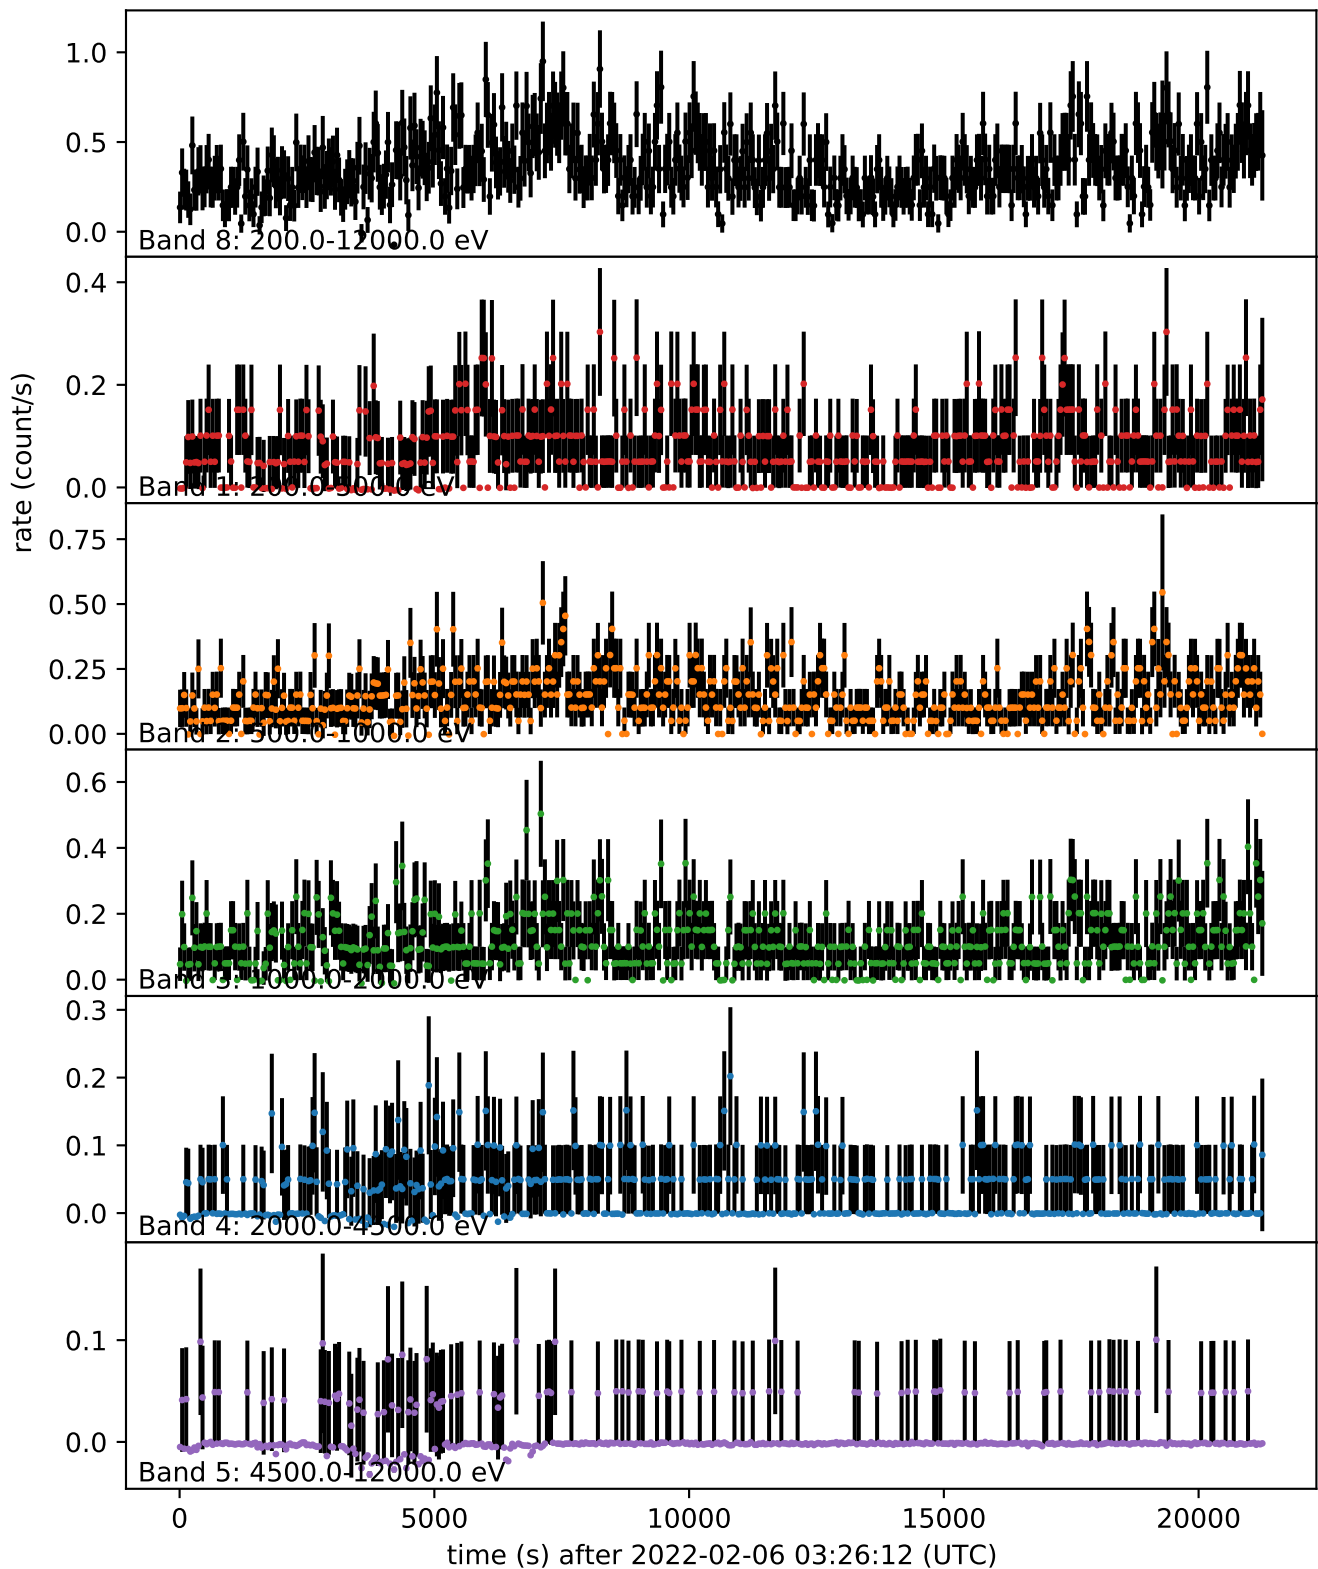 1.0
0.5
0.0
Band 8: 200.0-12000.0 eV
0.4
0.2
0.0
Band 1: 200.0-500.0 eV
rate (count/s)
0.75
0.50
0.25
0.00
Band 2: 500.0-1000.0 eV
0.6
0.4
0.2
0.0
Band 3: 1000.0-2000.0 eV
0.3
0.2
0.1
0.0
Band 4: 2000.0-4500.0 eV
0.1
0.0
Band 5: 4500.0-12000.0 eV
0 5000 10000 15000 20000
time (s) after 2022-02-06 03:26:12 (UTC)